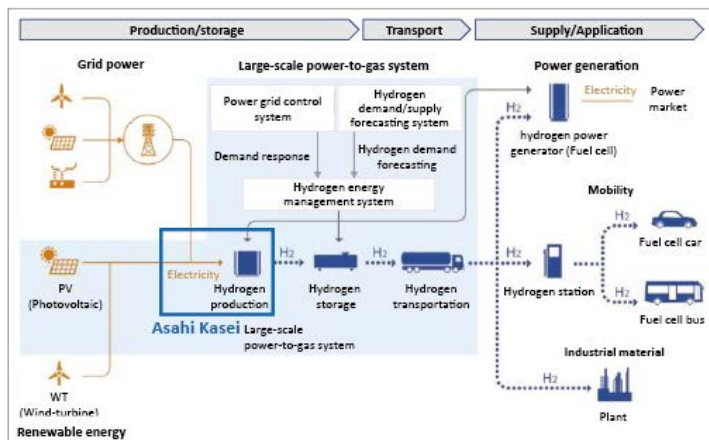 Production/storage
Transport
Supply/Application
Grid power
Large-scale power-to-gas system
Power generation
Power grid control
system
Hydrogen
demand/supply
forecasting system
Demand response
Hydrogen demand
forecasting
Hydrogen energy
management system
H2
Electricity
Power
market
hydrogen power
generator (Fuel cell)
Mobility
PV
(Photovoltaic)
Electricity
Hydrogen
production
H2
Hydrogen
storage
H2
Hydrogen
transportation
H2
Hydrogen station
H2
Fuel cell car
H2
Fuel cell bus
Asahi Kasei
Large-scale
power-to-gas system
Industrial material
H2
Plant
WT
(Wind-turbine)
Renewable energy